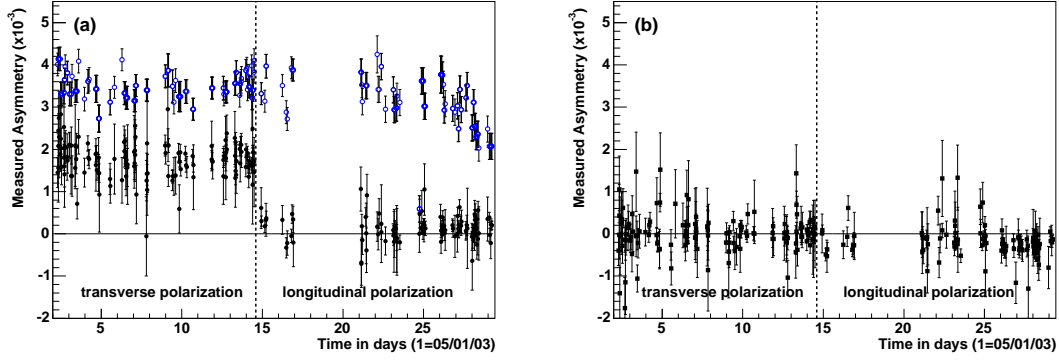 (a)
Measured Asymmetry (x10⁻³)
5
4
3
2
1
0
-1
-2
transverse polarization
longitudinal polarization
5
10
15
20
25
Time in days (1=05/01/03)
(b)
Measured Asymmetry (x10⁻³)
5
4
3
2
1
0
-1
-2
transverse polarization
longitudinal polarization
5
10
15
20
25
Time in days (1=05/01/03)